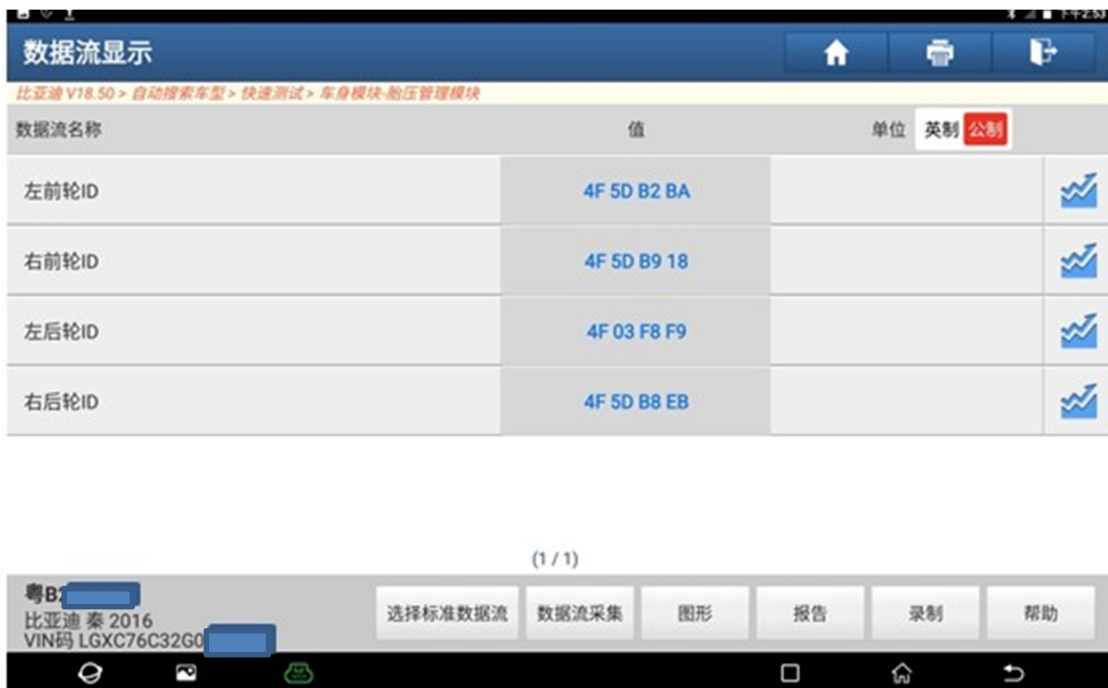 下午2:53
数据流显示
比亚迪 V18.50 > 自动搜索车型 > 快速测试 > 车身模块-胎压管理模块
数据流名称 值 单位 英制 公制
左前轮ID 4F 5D B2 BA
右前轮ID 4F 5D B9 18
左后轮ID 4F 03 F8 F9
右后轮ID 4F 5D B8 EB
(1 / 1)
粤B2
比亚迪 秦 2016
VIN码 LGXC76C32G0
选择标准数据流 数据流采集 图形 报告 录制 帮助